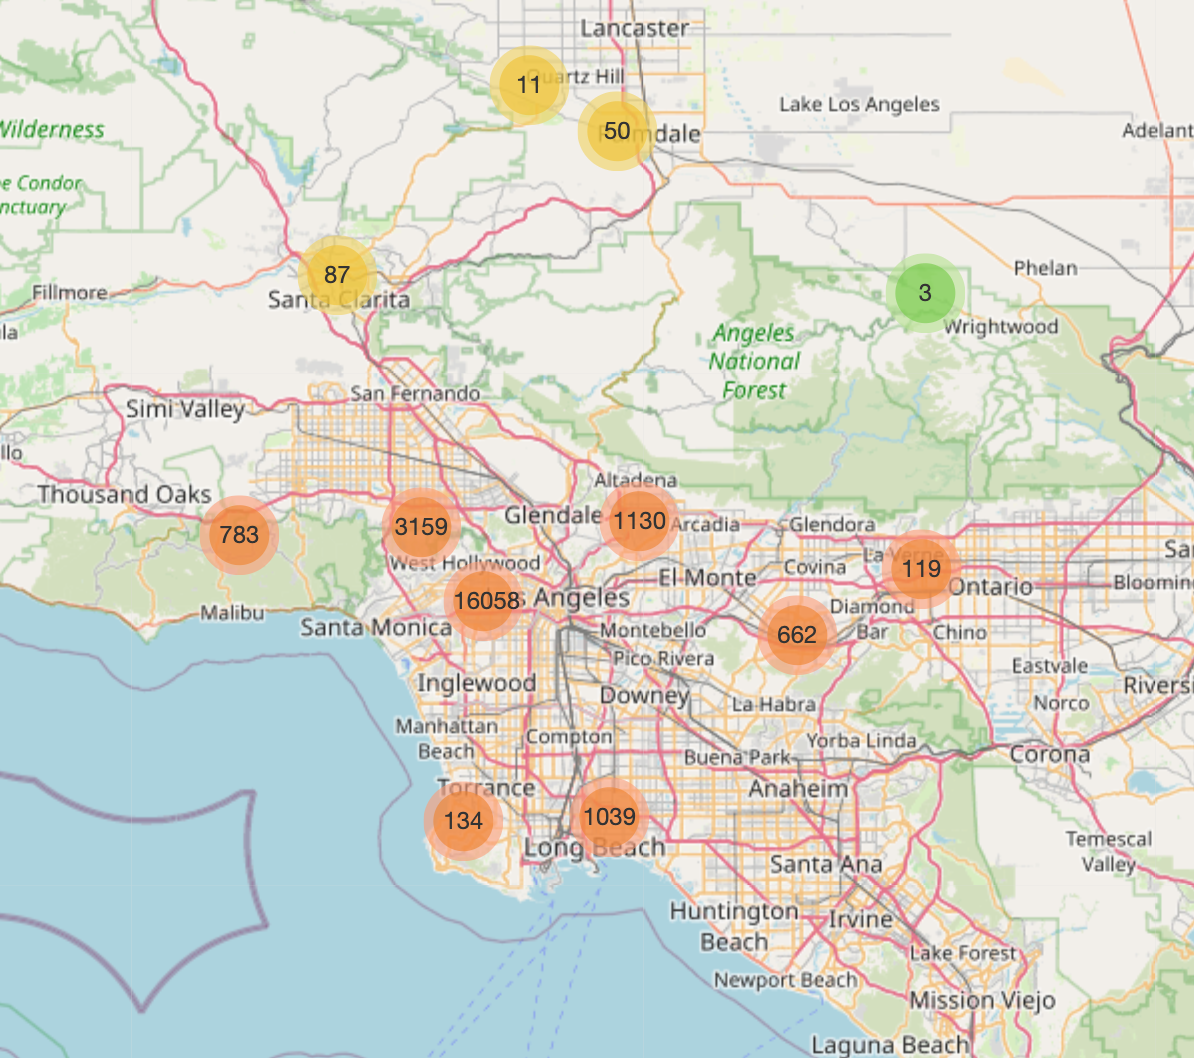 Lancaster
11
Quartz Hill
Lake Los Angeles
50
Wilderness
Adelant
e Condor
nctuary
87
Phelan
Fillmore
3
Santa Clarita
Wrightwood
la
Angeles
National
Forest
San Fernando
Simi Valley
llo
Altadena
Thousand Oaks
Glendale
1130
Arcadia
Glendora
783
3159
La Verne
Sa
West Hollywood
Covina
119
El Monte
Ontario
Blooming
16058
Angeles
Malibu
Diamond
Bar
Santa Monica
Montebello
662
Chino
Pico Rivera
Eastvale
Inglewood
Downey
La Habra
Norco
Riversi
Manhattan
Beach
Compton
Yorba Linda
Buena Park
Corona
Torrance
Anaheim
134
1039
Temescal
Valley
Long Beach
Santa Ana
Huntington
Beach
Irvine
Lake Forest
Newport Beach
Mission Viejo
Laguna Beach